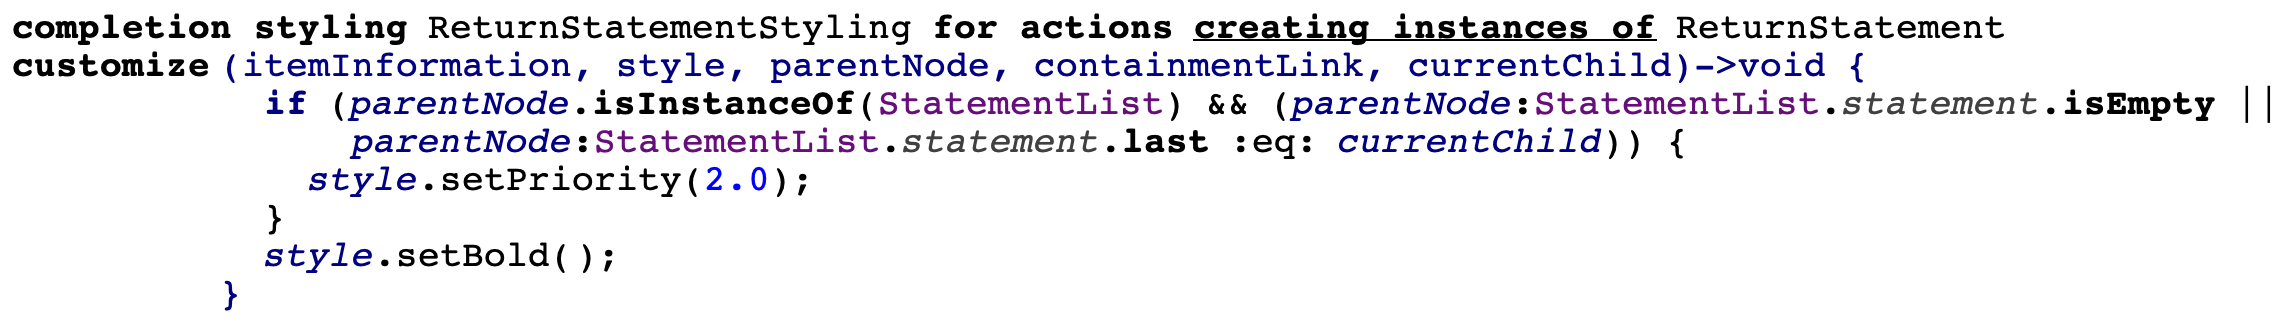 completion styling ReturnStatementStyling for actions creating instances of ReturnStatement
customize (itemInformation, style, parentNode, containmentLink, currentChild)->void {
if (parentNode.isInstanceOf(StatementList) && (parentNode:StatementList.statement.isEmpty ||
parentNode:StatementList.statement.last :eq: currentChild)) {
style.setPriority(2.0);
}
style.setBold();
}